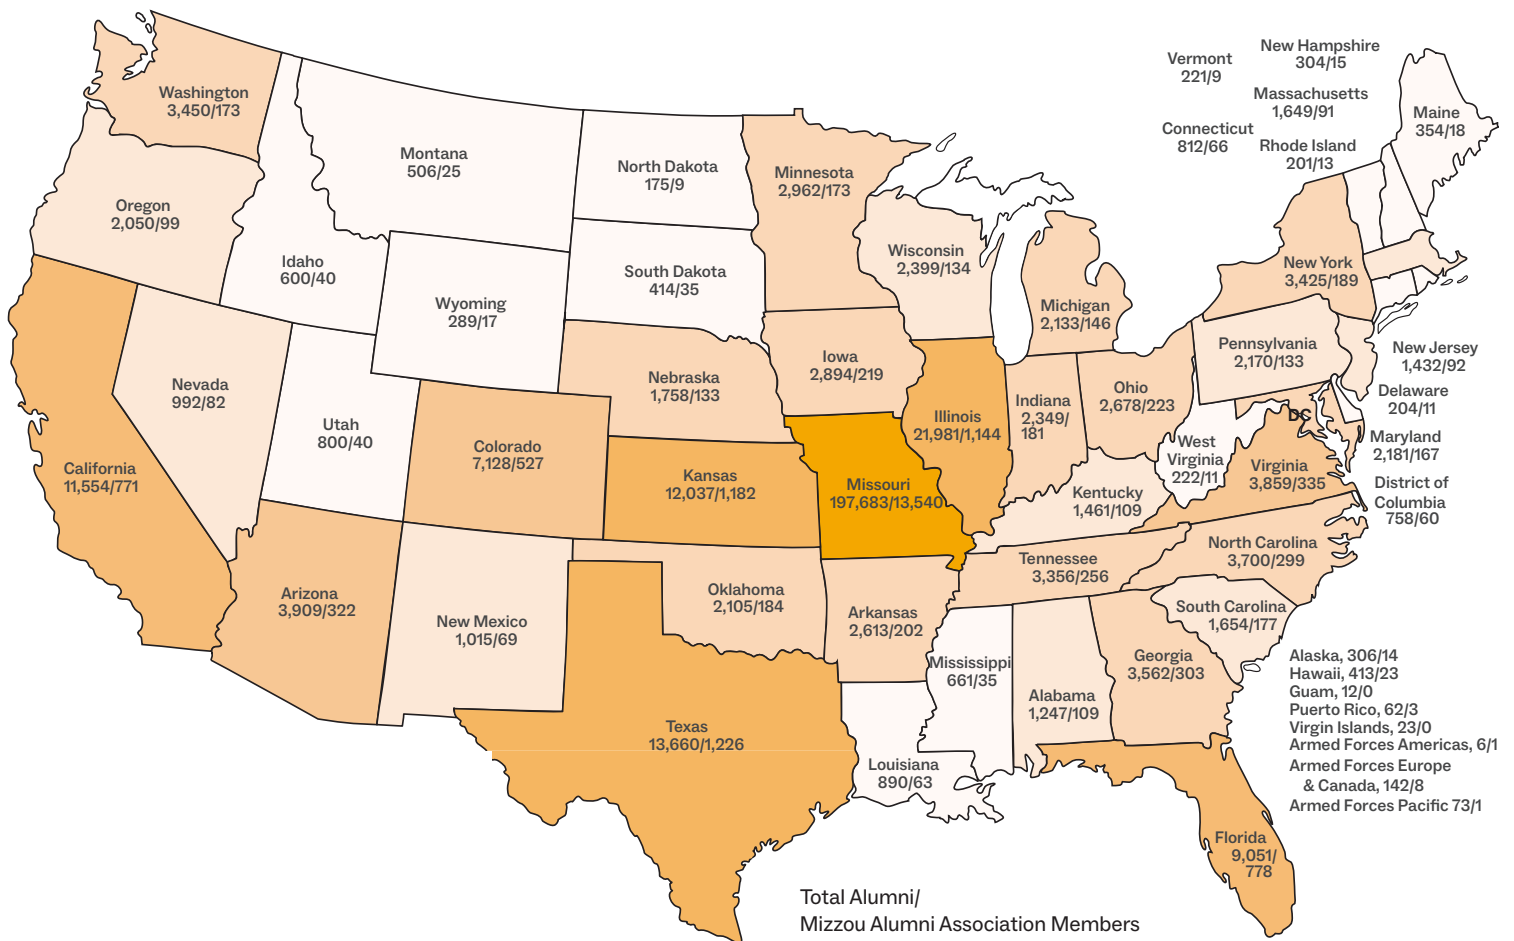 Washington
3,450/173
Oregon
2,050/99
California
11,554/771
Nevada
992/82
Idaho
600/40
Montana
506/25
Wyoming
289/17
Utah
800/40
Colorado
7,128/527
Arizona
3,909/322
New Mexico
1,015/69
North Dakota
175/9
South Dakota
414/35
Nebraska
1,758/133
Kansas
12,037/1,182
Oklahoma
2,105/184
Texas
13,660/1,226
Minnesota
2,962/173
Iowa
2,894/219
Missouri
197,683/13,540
Arkansas
2,613/202
Louisiana
890/63
Wisconsin
2,399/134
Illinois
21,981/1,144
Michigan
2,133/146
Indiana
2,349/
181
Ohio
2,678/223
Kentucky
1,461/109
Tennessee
3,356/256
Mississippi
661/35
Alabama
1,247/109
Georgia
3,562/303
Florida
9,051/
778
South Carolina
1,654/177
North Carolina
3,700/299
Virginia
3,859/335
West
Virginia
222/11
DC
Pennsylvania
2,170/133
New York
3,425/189
Vermont
221/9
New Hampshire
304/15
Massachusetts
1,649/91
Connecticut
812/66
Rhode Island
201/13
Maine
354/18
New Jersey
1,432/92
Delaware
204/11
Maryland
2,181/167
District of
Columbia
758/60
Alaska, 306/14
Hawaii, 413/23
Guam, 12/0
Puerto Rico, 62/3
Virgin Islands, 23/0
Armed Forces Americas, 6/1
Armed Forces Europe
& Canada, 142/8
Armed Forces Pacific 73/1
Total Alumni/
Mizzou Alumni Association Members